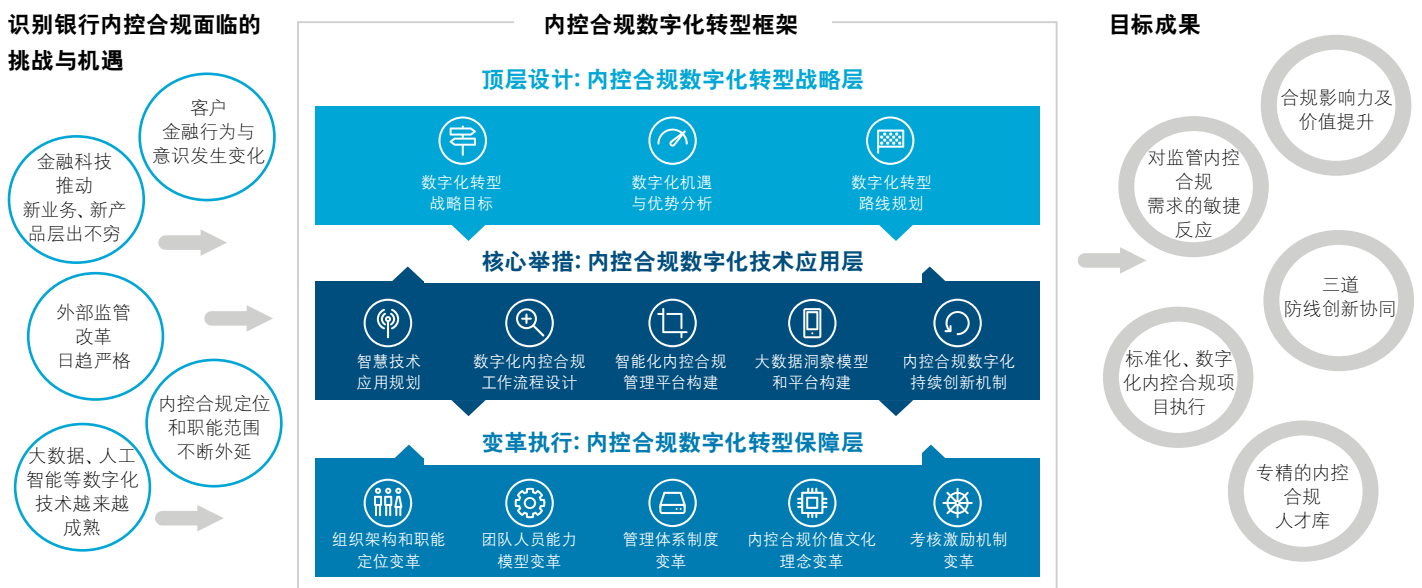 识别银行内控合规面临的
挑战与机遇
客户
金融行为与
意识发生变化
金融科技
推动
新业务、新产
品层出不穷
外部监管
改革
日趋严格
内控合规定位
和职能范围
不断外延
大数据、人工
智能等数字化
技术越来越
成熟
内控合规数字化转型框架
顶层设计：内控合规数字化转型战略层
数字化转型
战略目标
数字化机遇
与优势分析
数字化转型
路线规划
核心举措：内控合规数字化技术应用层
智慧技术
应用规划
数字化内控合规
工作流程设计
智能化内控合规
管理平台构建
大数据洞察模型
和平台构建
内控合规数字化
持续创新机制
变革执行：内控合规数字化转型保障层
组织架构和职能
定位变革
团队人员能力
模型变革
管理体系制度
变革
内控合规价值文化
理念变革
考核激励机制
变革
目标成果
合规影响力及
价值提升
对监管内控
合规
需求的敏捷
反应
三道
防线创新协同
标准化、数字
化内控合规项
目执行
专精的内控
合规
人才库